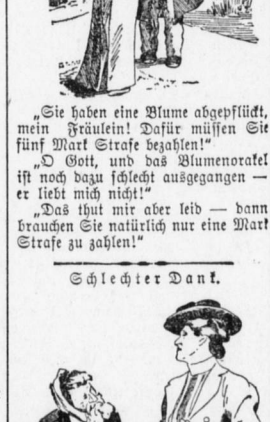 „Sie haben eine Blume abgepflückt,
mein Fräulein! Dafür müssen Sie
fünf Mark Strafe bezahlen!“
„O Gott, und das Blumenorakel
ist noch dazu schlecht ausgegangen —
er liebt mich nicht!“
„Das thut mir aber leid — dann
brauchen Sie natürlich nur eine Mark
Strafe zu zahlen!“
Schlechter Dank.